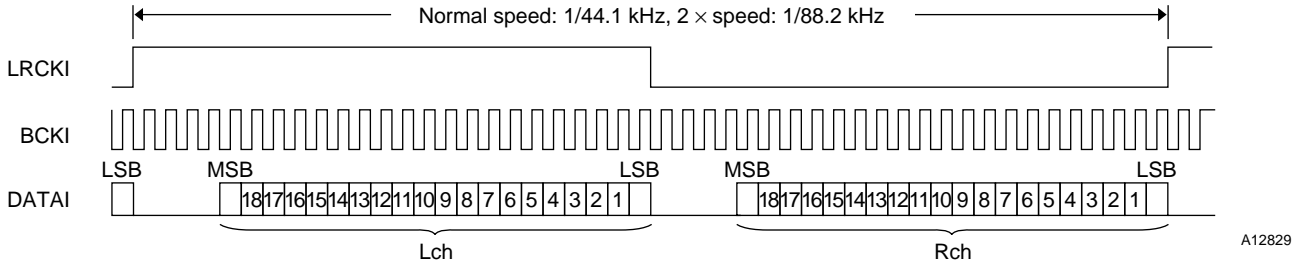 Normal speed: 1/44.1 kHz, 2 × speed: 1/88.2 kHz
LRCKI
BCKI
LSB MSB LSB MSB LSB
DATAI 18 17 16 15 14 13 12 11 10 9 8 7 6 5 4 3 2 1 18 17 16 15 14 13 12 11 10 9 8 7 6 5 4 3 2 1
Lch Rch A12829